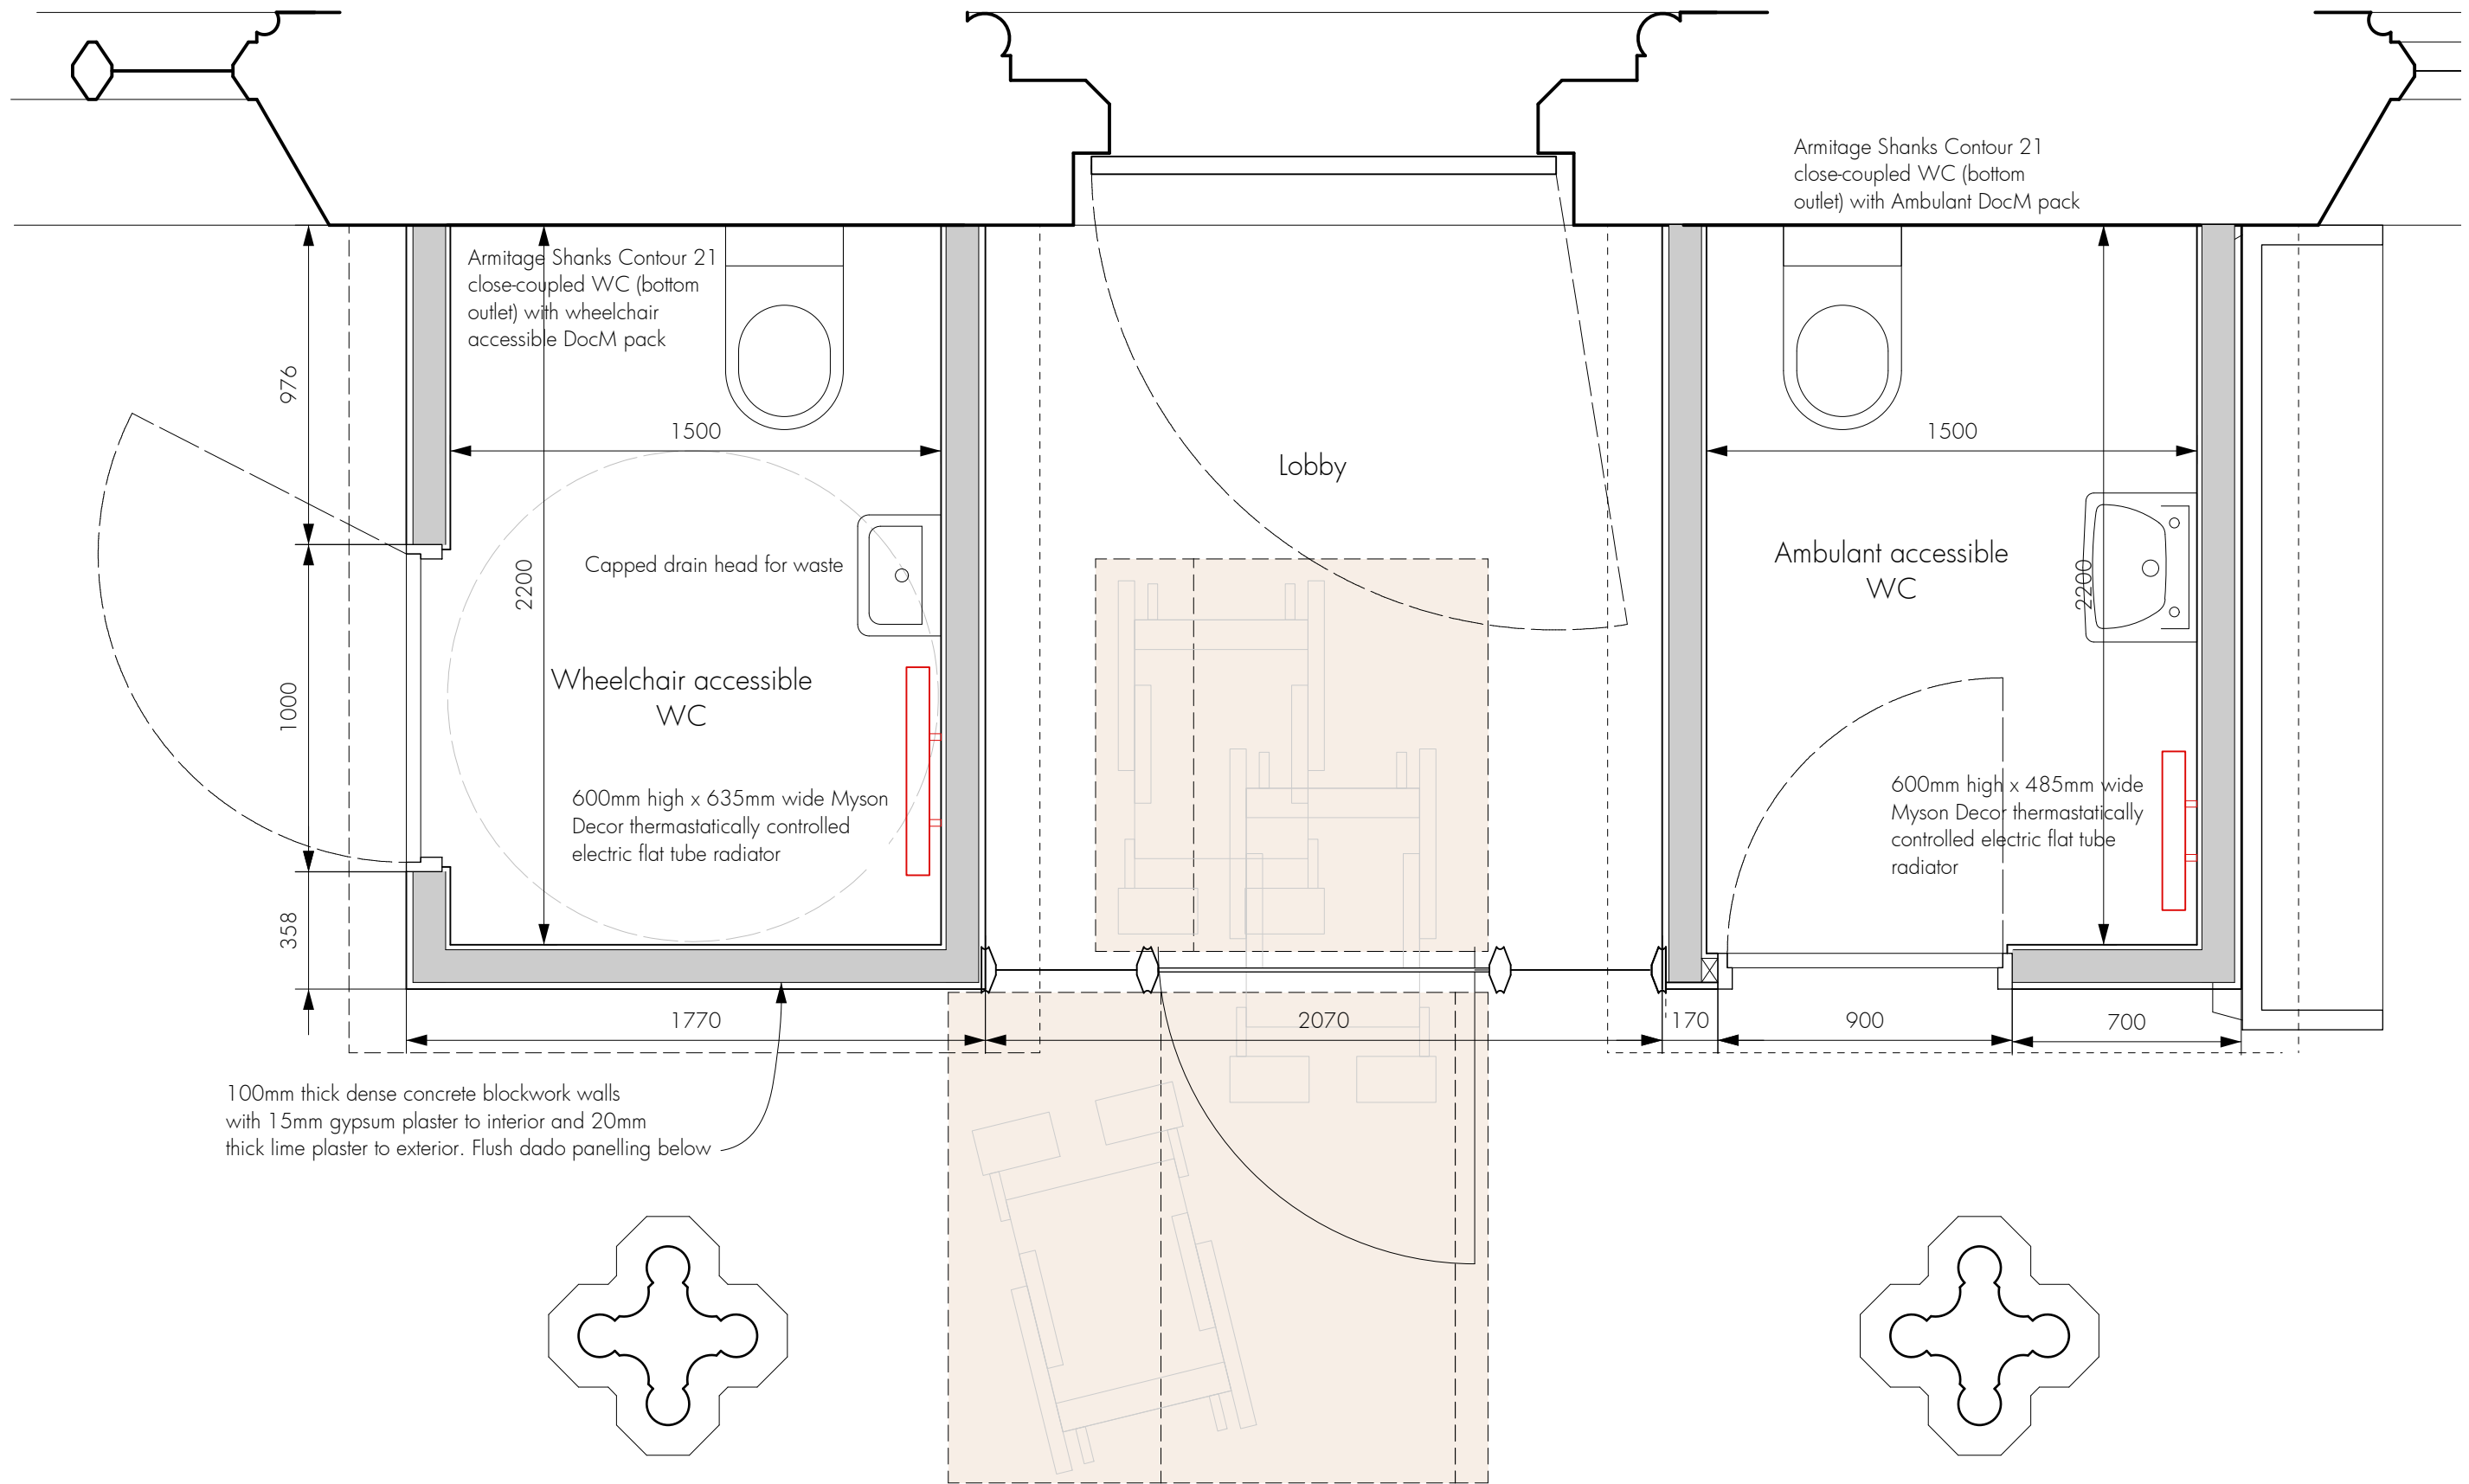 Armitage Shanks Contour 21
close-coupled WC (bottom
outlet) with Ambulant DocM pack
Armitage Shanks Contour 21
close-coupled WC (bottom
outlet) with wheelchair
accessible DocM pack
976
1500
1500
Lobby
Capped drain head for waste
2200
Ambulant accessible
WC
2200
1000
Wheelchair accessible
WC
600mm high x 635mm wide Myson
Decor thermastatically controlled
electric flat tube radiator
600mm high x 485mm wide
Myson Decor thermastatically
controlled electric flat tube
radiator
358
1770
2070
170
900
700
100mm thick dense concrete blockwork walls
with 15mm gypsum plaster to interior and 20mm
thick lime plaster to exterior. Flush dado panelling below